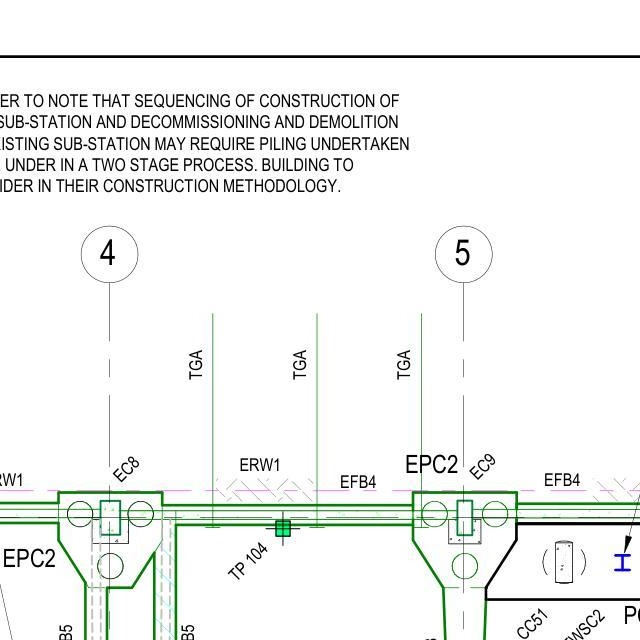 ER TO NOTE THAT SEQUENCING OF CONSTRUCTION OF
SUB-STATION AND DECOMMISSIONING AND DEMOLITION
ISTING SUB-STATION MAY REQUIRE PILING UNDERTAKEN
UNDER IN A TWO STAGE PROCESS. BUILDING TO
IDER IN THEIR CONSTRUCTION METHODOLOGY.
4
5
TGA
TGA
TGA
RW1
EC8
ERW1
EFB4
EPC2
EC9
EFB4
EPC2
TP 104
B5
B5
CC51
WSC2